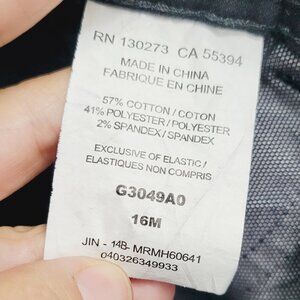 RN 130273 CA 55394
MADE IN CHINA
FABRIQUE EN CHINE
57% COTTON / COTON
41% POLYESTER / POLYESTER
2% SPANDEX/SPANDEX
EXCLUSIVE OF ELASTIC /
ELASTIQUES NON COMPRIS
G3049A0
16M
JIN - 14B- MRMH60641
040326349933